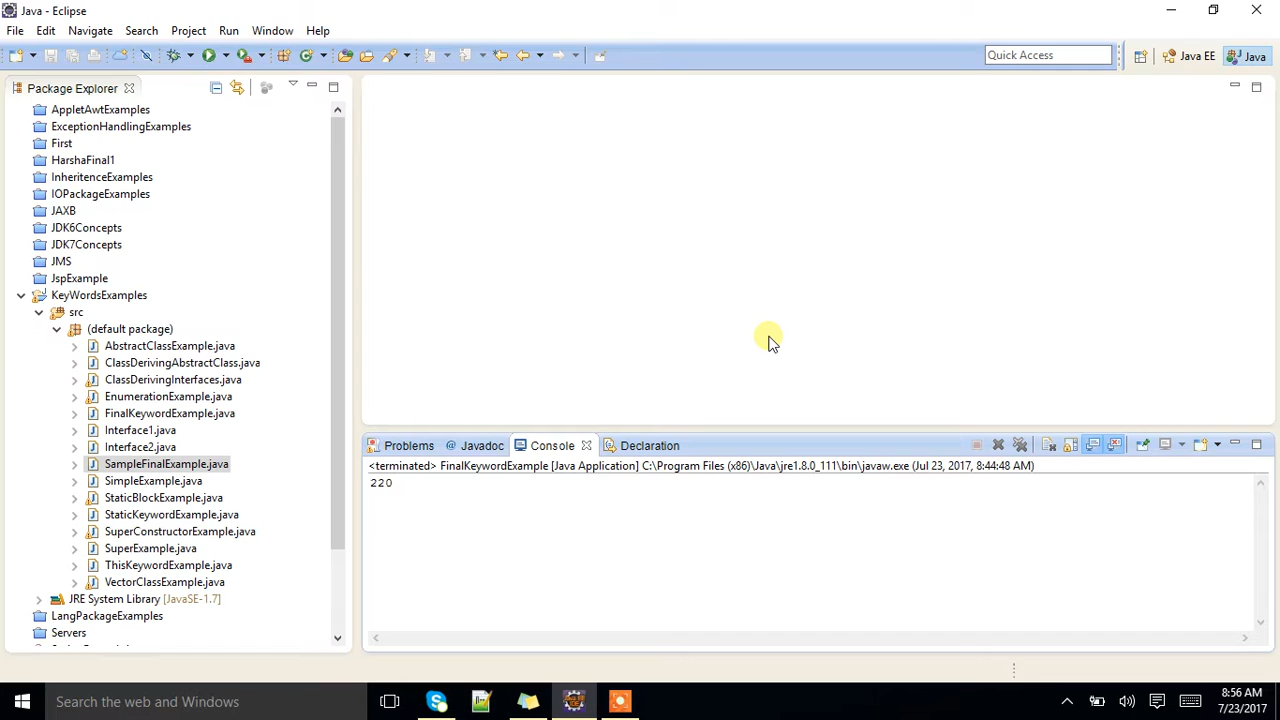 Java - Eclipse
File Edit Navigate Search Project Run Window Help
Quick Access
Java EE
Java
Package Explorer
AppletAwtExamples
ExceptionHandlingExamples
First
HarshaFinal1
InheritenceExamples
IOPackageExamples
JAXB
JDK6Concepts
JDK7Concepts
JMS
JspExample
KeyWordsExamples
src
(default package)
AbstractClassExample.java
ClassDerivingAbstractClass.java
ClassDerivingInterfaces.java
EnumerationExample.java
FinalKeywordExample.java
Interface1.java
Interface2.java
SampleFinalExample.java
SimpleExample.java
StaticBlockExample.java
StaticKeywordExample.java
SuperConstructorExample.java
SuperExample.java
ThisKeywordExample.java
VectorClassExample.java
JRE System Library [JavaSE-1.7]
LangPackageExamples
Servers
Problems @ Javadoc Console Declaration
<terminated> FinalKeywordExample [Java Application] C:\Program Files (x86)\Java\jre1.8.0_111\bin\javaw.exe (Jul 23, 2017, 8:44:48 AM)
220
Search the web and Windows
8:56 AM
7/23/2017